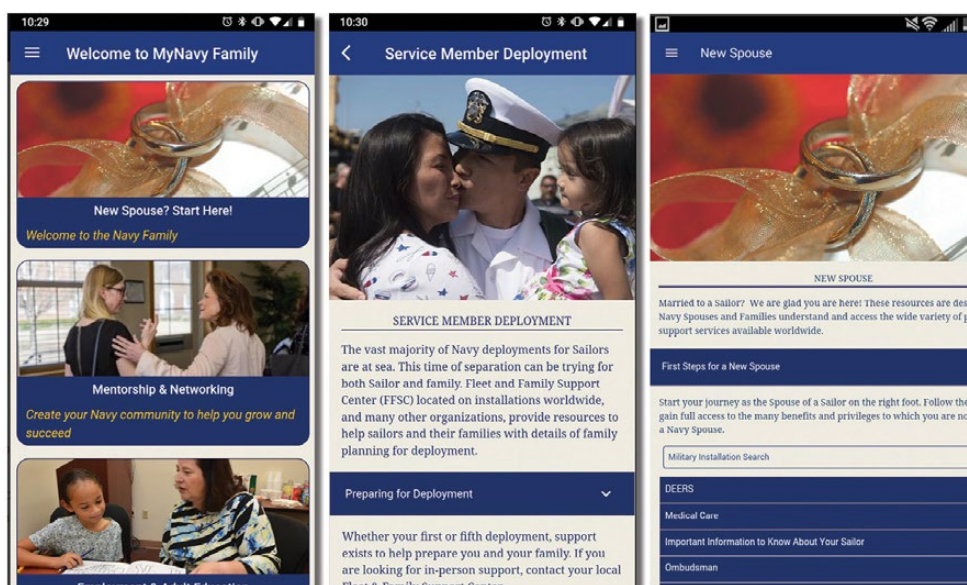 10:29
Welcome to MyNavy Family
New Spouse? Start Here!
Welcome to the Navy Family
Mentorship & Networking
Create your Navy community to help you grow and
succeed
Employment & Adult Education
10:30
Service Member Deployment
SERVICE MEMBER DEPLOYMENT
The vast majority of Navy deployments for Sailors
are at sea. This time of separation can be trying for
both Sailor and family. Fleet and Family Support
Center (FFSC) located on installations worldwide,
and many other organizations, provide resources to
help sailors and their families with details of family
planning for deployment.
Preparing for Deployment
Whether your first or fifth deployment, support
exists to help prepare you and your family. If you
are looking for in-person support, contact your local
Fleet & Family Support Center
New Spouse
NEW SPOUSE
Married to a Sailor? We are glad you are here! These resources are des
Navy Spouses and Families understand and access the wide variety of p
support services available worldwide.
First Steps for a New Spouse
Start your journey as the Spouse of a Sailor on the right foot. Follow the
gain full access to the many benefits and privileges to which you are no
a Navy Spouse.
Military Installation Search
DEERS
Medical Care
Important Information to Know About Your Sailor
Ombudsman